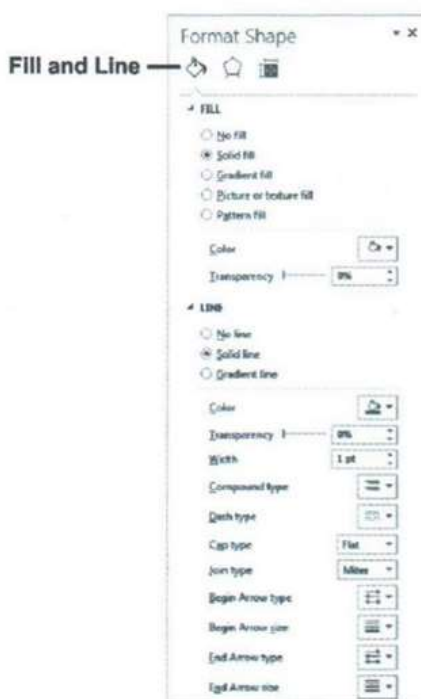 Format Shape
Fill and Line
FILL
No fill
Solid fill
Gradient fill
Picture or texture fill
Pattern fill
Color
Transparency 0%
LINE
No line
Solid line
Gradient line
Color
Transparency 0%
Width 1 pt
Compound type
Dash type
Cap type Flat
Join type Miter
Begin Arrow type
Begin Arrow size
End Arrow type
End Arrow size